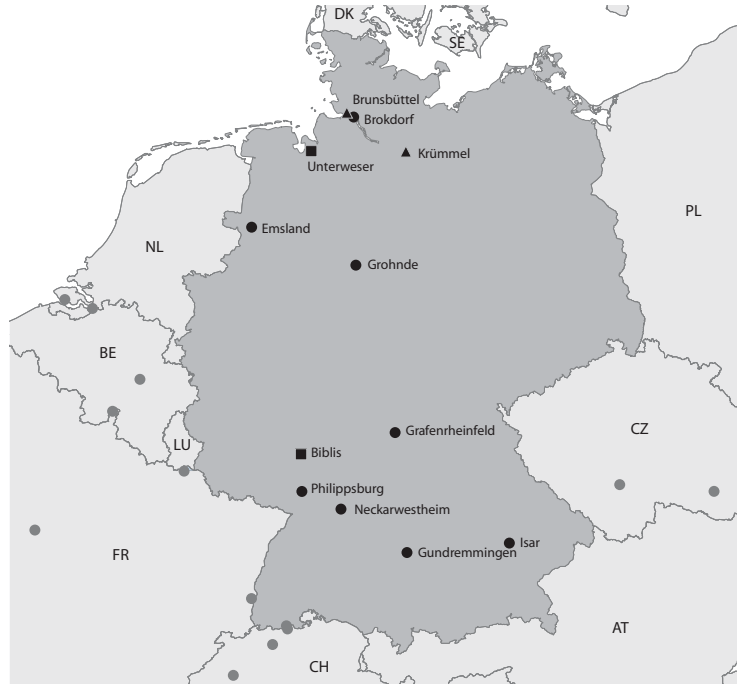 DK
SE
Brunsbüttel
Brokdorf
Unterweser
Krümmel
PL
Emsland
NL
Grohnde
BE
Grafenrheinfeld
CZ
LU
Biblis
Philippsburg
Neckarwestheim
Isar
Gundremmingen
FR
AT
CH